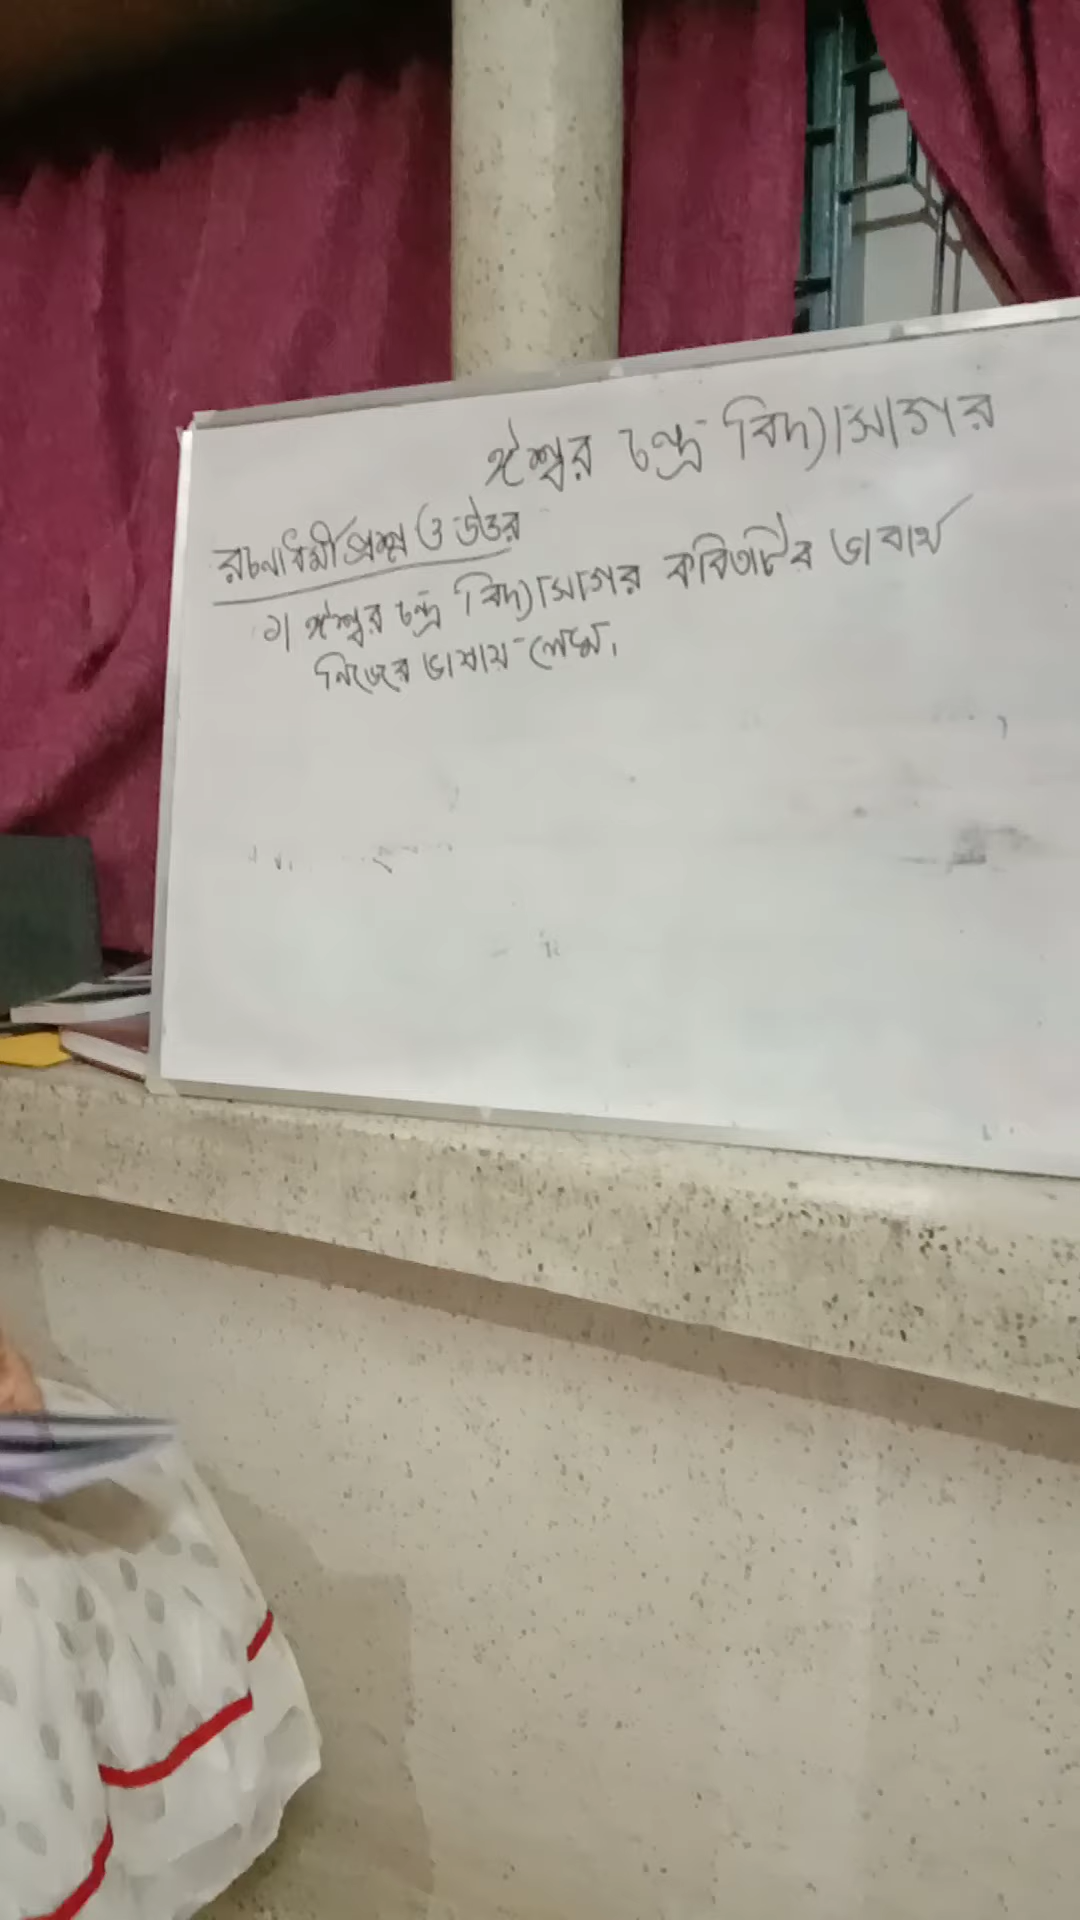 ঈশ্বর চন্দ্র বিদ্যাসাগর
রচনাধর্মী প্রশ্ন ও উত্তর
১| ঈশ্বর চন্দ্র বিদ্যাসাগর কবিতাটির ভাবার্থ
নিজের ভাষায় লেখো।